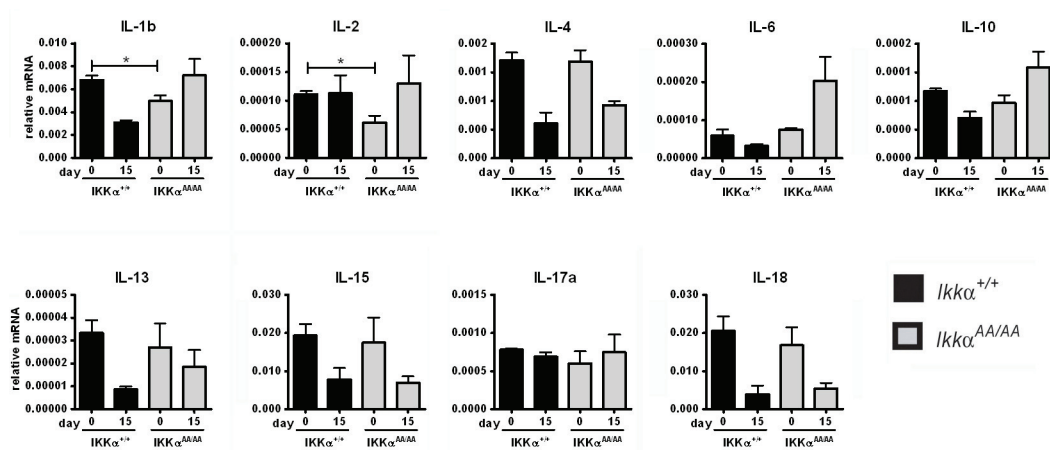 IL-1b
relative mRNA
0.010
0.008
0.006
0.004
0.002
0.000
*
day 0 15 0 15
IKKα+/+ IKKαAA/AA
IL-2
0.00020
0.00015
0.00010
0.00005
0.00000
*
0 15 0 15
IKKα+/+ IKKαAA/AA
IL-4
0.002
0.001
0.001
0.000
0.000
day 0 15 0 15
IKKα+/+ IKKαAA/AA
IL-6
0.00030
0.00020
0.00010
0.00000
day 0 15 0 15
IKKα+/+ IKKαAA/AA
IL-10
0.0002
0.0001
0.0001
0.0000
0.0000
day 0 15 0 15
IKKα+/+ IKKαAA/AA
IL-13
relative mRNA
0.00005
0.00004
0.00003
0.00002
0.00001
0.00000
day 0 15 0 15
IKKα+/+ IKKαAA/AA
IL-15
0.030
0.020
0.010
0.000
day 0 15 0 15
IKKα+/+ IKKαAA/AA
IL-17a
0.0015
0.0010
0.0005
0.0000
day 0 15 0 15
IKKα+/+ IKKαAA/AA
IL-18
0.030
0.020
0.010
0.000
day 0 15 0 15
IKKα+/+ IKKαAA/AA
Ikkα+/+
IkkαAA/AA